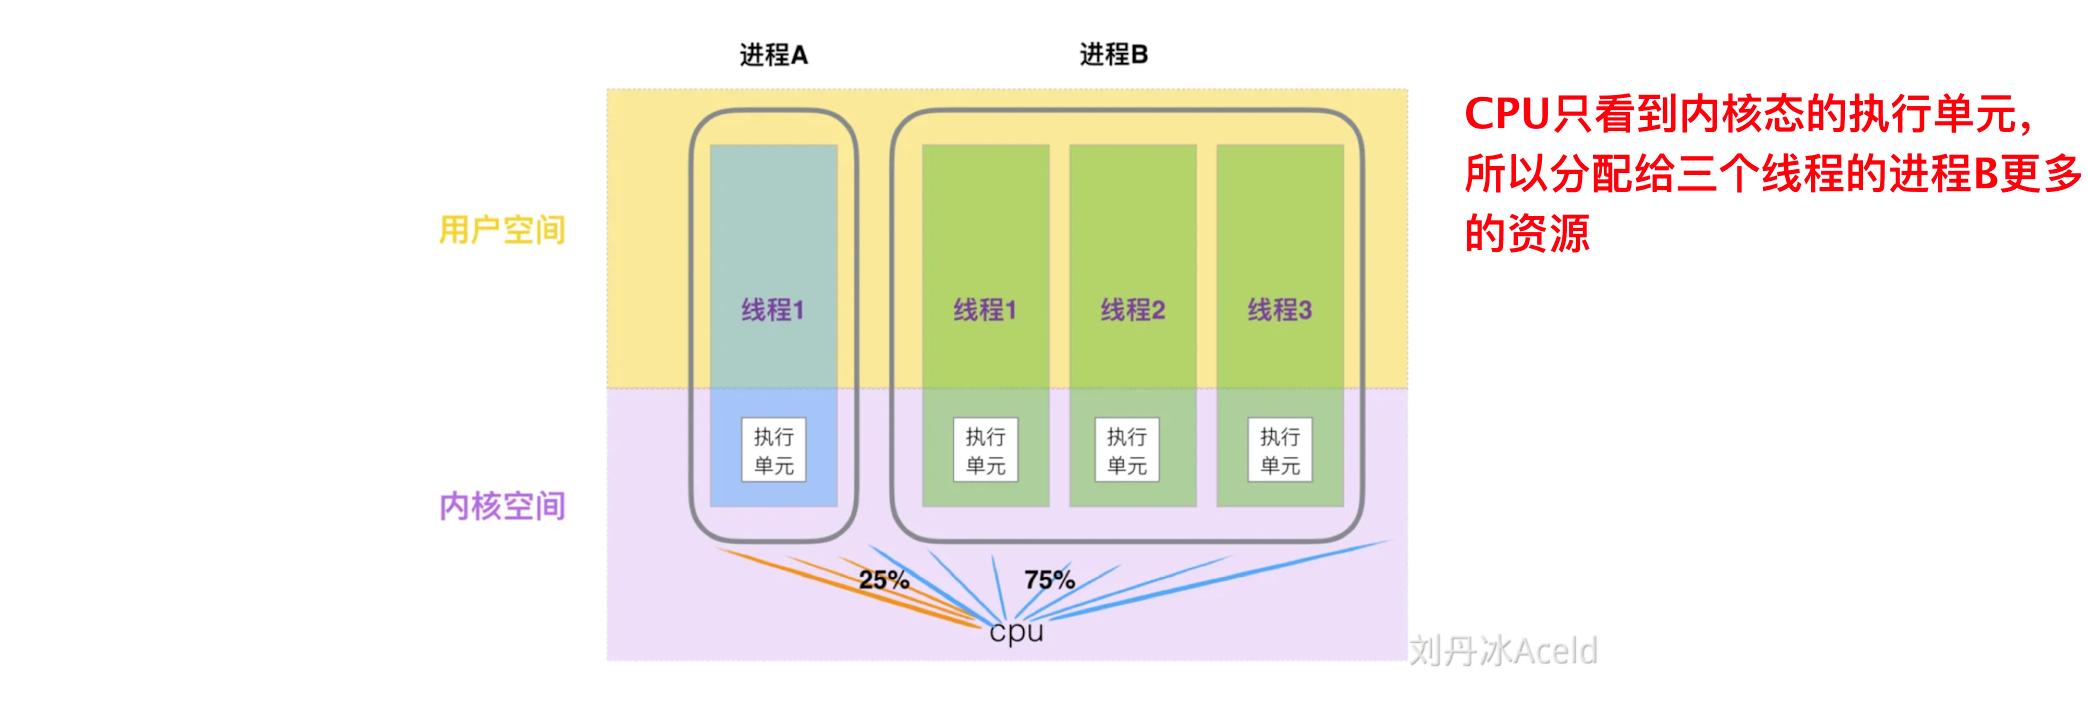 进程A
进程B
CPU只看到内核态的执行单元，
所以分配给三个线程的进程B更多
的资源
用户空间
线程1
线程1
线程2
线程3
执行
单元
执行
单元
执行
单元
执行
单元
内核空间
25%
75%
cpu
刘丹冰Aceld